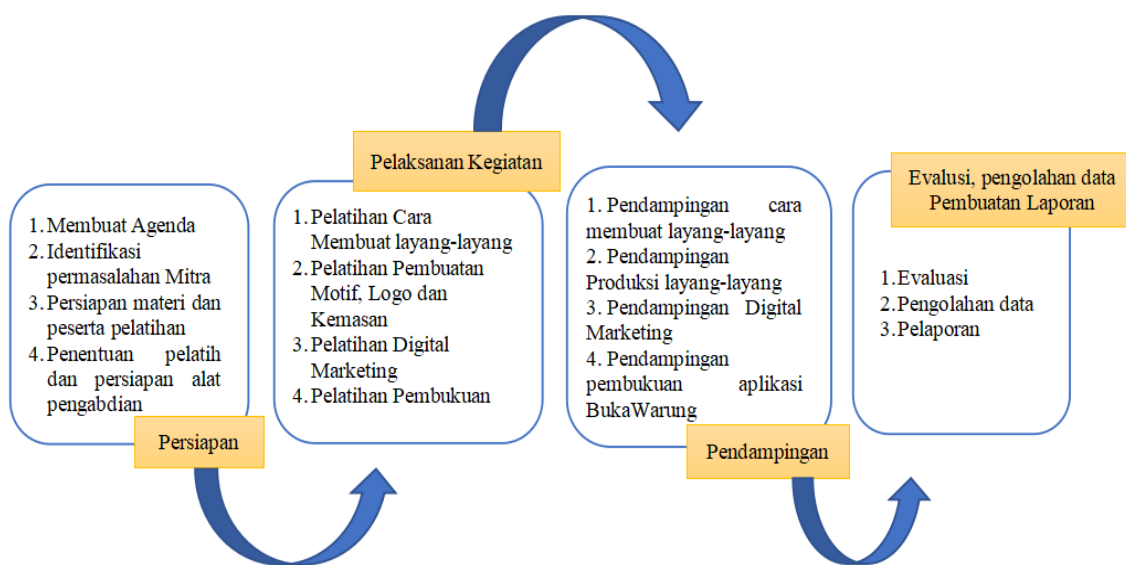 1. Membuat Agenda
2. Identifikasi
permasalahan Mitra
3. Persiapan materi dan
peserta pelatihan
4. Penentuan pelatih
dan persiapan alat
pengabdian
Persiapan
Pelaksanan Kegiatan
1. Pelatihan Cara
Membuat layang-layang
2. Pelatihan Pembuatan
Motif, Logo dan
Kemasan
3. Pelatihan Digital
Marketing
4. Pelatihan Pembukuan
1. Pendampingan cara
membuat layang-layang
2. Pendampingan
Produksi layang-layang
3. Pendampingan Digital
Marketing
4. Pendampingan
pembukuan aplikasi
BukaWarung
Pendampingan
Evalusi, pengolahan data
Pembuatan Laporan
1. Evaluasi
2. Pengolahan data
3. Pelaporan